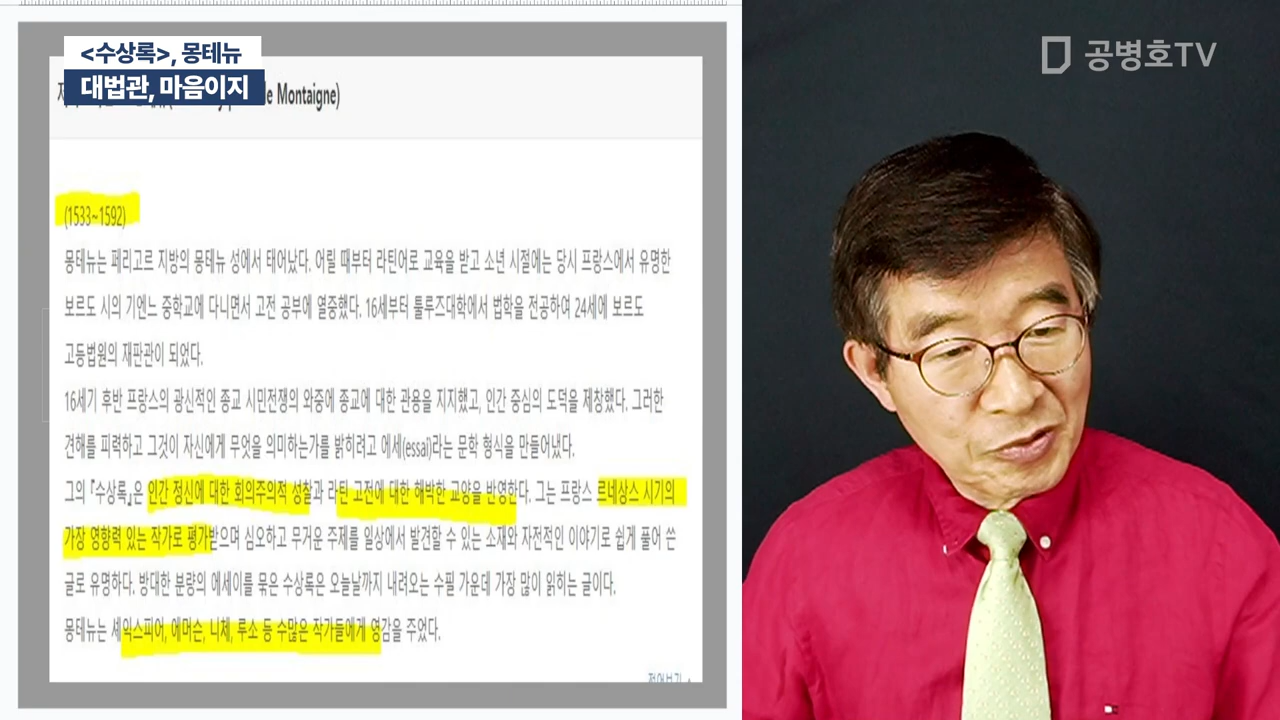 <수상록>, 몽테뉴
대법관, 마음이지
공병호TV
Montaigne)
(1533~1592)
몽테뉴는 페리고르 지방의 몽테뉴 성에서 태어났다. 어릴 때부터 라틴어로 교육을 받고 소년 시절에는 당시 프랑스에서 유명한
보르도 시의 기엔느 중학교에 다니면서 고전 공부에 열중했다. 16세부터 툴루즈대학에서 법학을 전공하여 24세에 보르도
고등법원의 재판관이 되었다.
16세기 후반 프랑스의 광신적인 종교 시민전쟁의 와중에 종교에 대한 관용을 지지했고, 인간 중심의 도덕을 제창했다. 그러한
견해를 피력하고 그것이 자신에게 무엇을 의미하는가를 밝히려고 에세(essai)라는 문학 형식을 만들어냈다.
그의 『수상록』은 인간 정신에 대한 회의주의적 성찰과 라틴 고전에 대한 해박한 교양을 반영한다. 그는 프랑스 르네상스 시기의
가장 영향력 있는 작가로 평가받으며 심오하고 무거운 주제를 일상에서 발견할 수 있는 소재와 자전적인 이야기로 쉽게 풀어 쓴
글로 유명하다. 방대한 분량의 에세이를 묶은 수상록은 오늘날까지 내려오는 수필 가운데 가장 많이 읽히는 글이다.
몽테뉴는 셰익스피어, 에머슨, 니체, 루소 등 수많은 작가들에게 영감을 주었다.